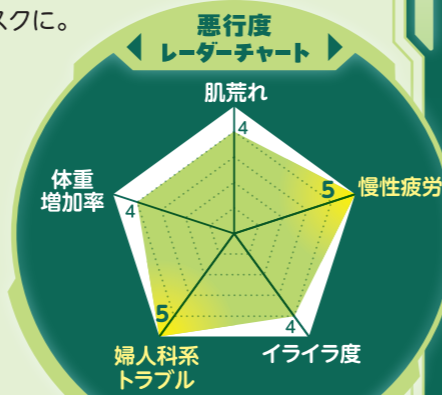 スクに。
悪行度
レーダーチャート
肌荒れ
4
体重
増加率
4
5
慢性疲労
5
4
婦人科系
トラブル
イライラ度